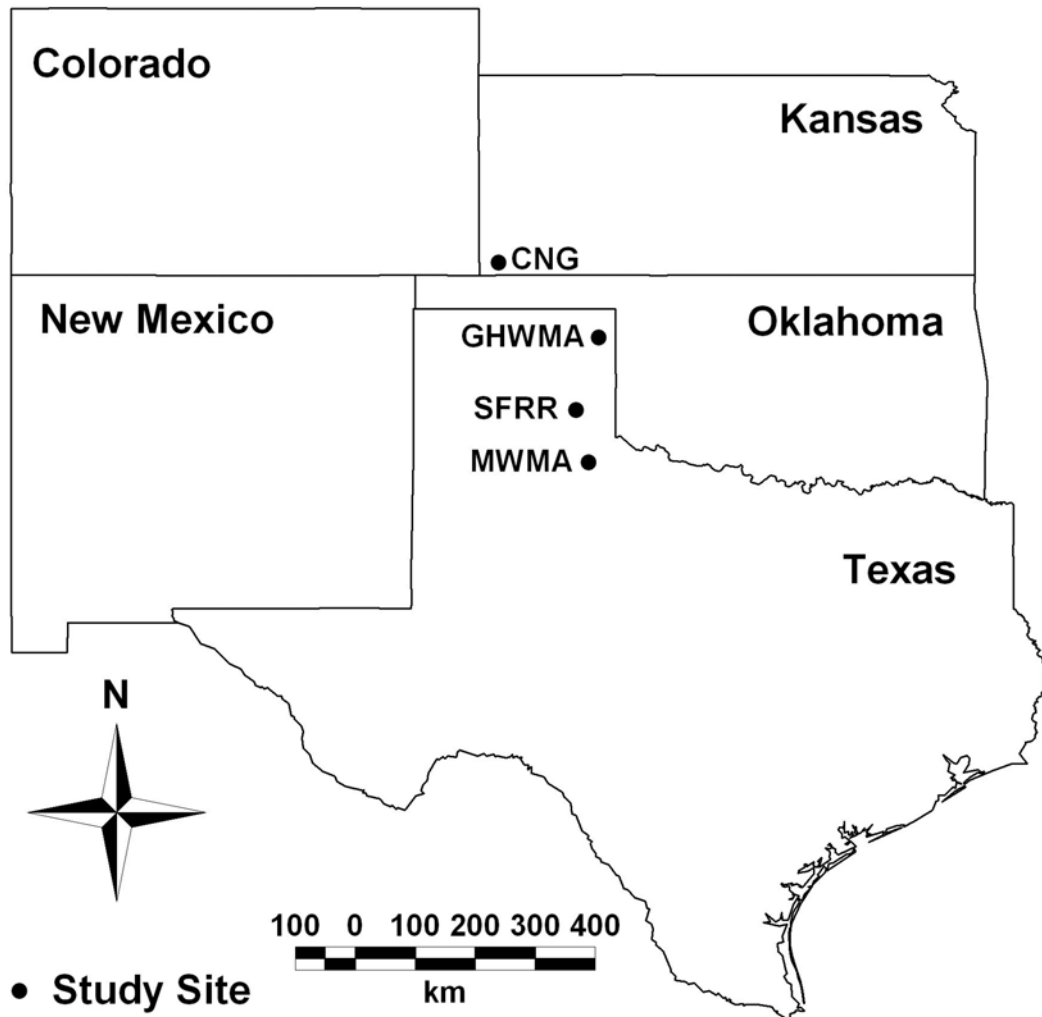 Colorado
Kansas
CNG
New Mexico
Oklahoma
GHWMA
SFRR
MWMA
Texas
N
100 0 100 200 300 400
km
Study Site